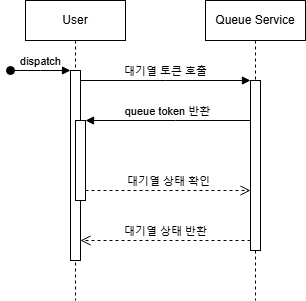 User
Queue Service
dispatch
대기열 토큰 호출
queue token 반환
대기열 상태 확인
대기열 상태 반환